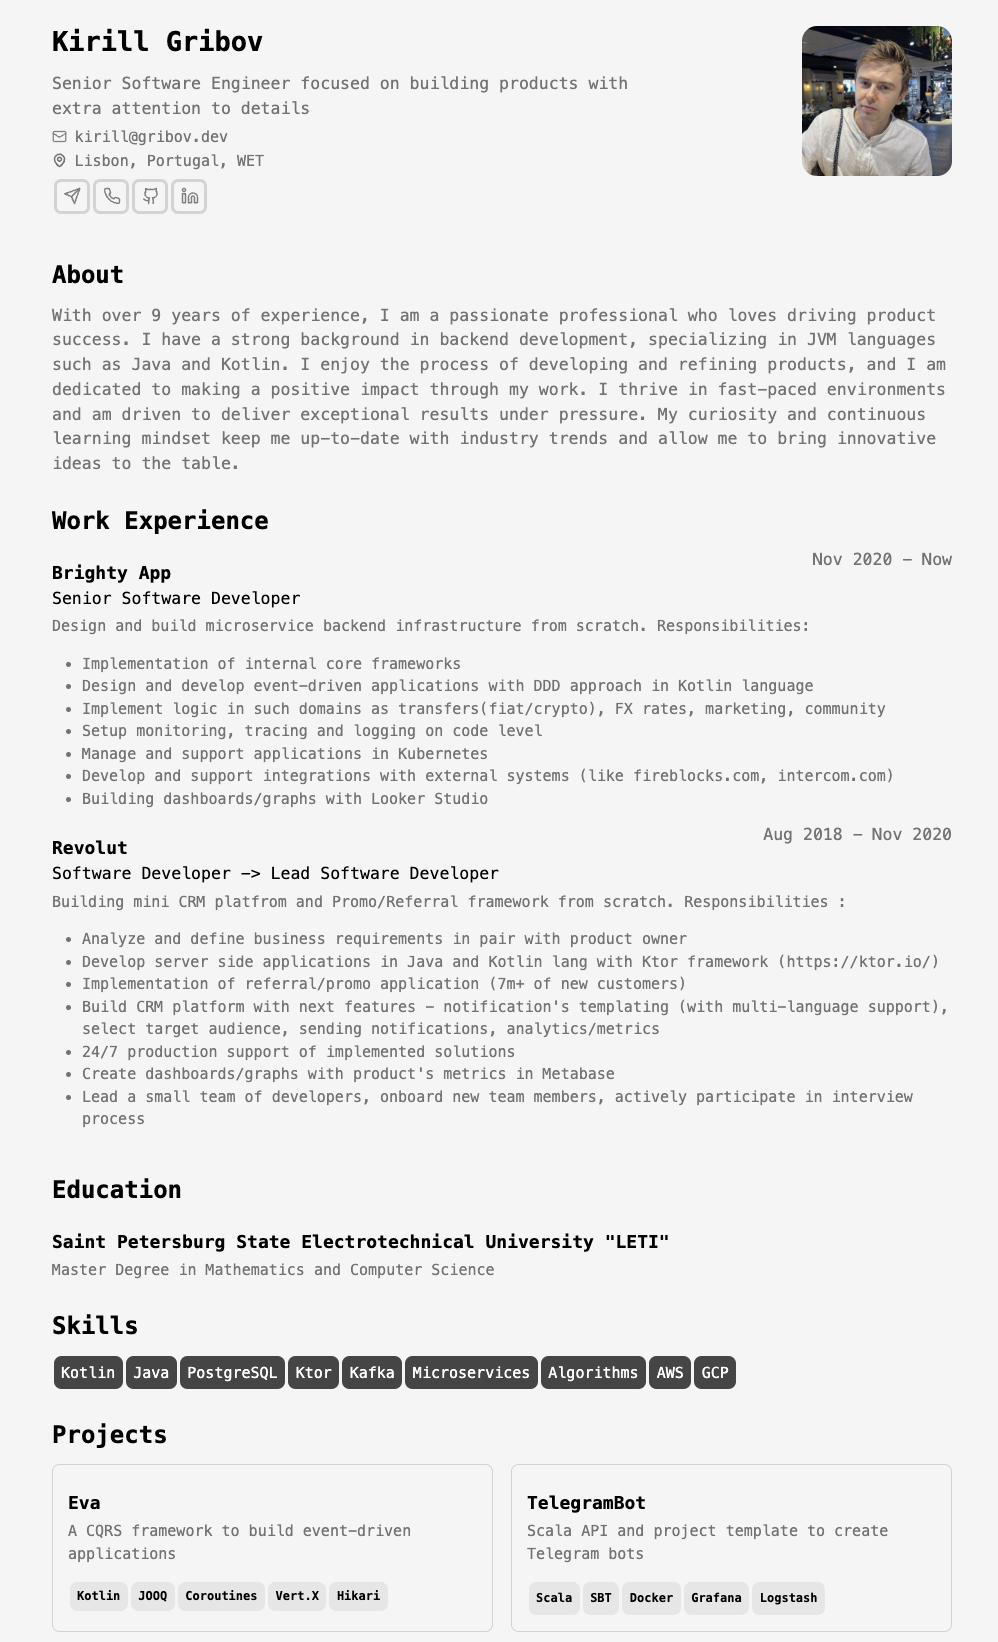 Kirill Gribov
Senior Software Engineer focused on building products with
extra attention to details
kirill@gribov.dev
Lisbon, Portugal, WET
About
With over 9 years of experience, I am a passionate professional who loves driving product
success. I have a strong background in backend development, specializing in JVM languages
such as Java and Kotlin. I enjoy the process of developing and refining products, and I am
dedicated to making a positive impact through my work. I thrive in fast-paced environments
and am driven to deliver exceptional results under pressure. My curiosity and continuous
learning mindset keep me up-to-date with industry trends and allow me to bring innovative
ideas to the table.
Work Experience
Nov 2020 - Now
Brighty App
Senior Software Developer
Design and build microservice backend infrastructure from scratch. Responsibilities:
• Implementation of internal core frameworks
• Design and develop event-driven applications with DDD approach in Kotlin language
• Implement logic in such domains as transfers(fiat/crypto), FX rates, marketing, community
• Setup monitoring, tracing and logging on code level
• Manage and support applications in Kubernetes
• Develop and support integrations with external systems (like fireblocks.com, intercom.com)
• Building dashboards/graphs with Looker Studio
Aug 2018 - Nov 2020
Revolut
Software Developer -> Lead Software Developer
Building mini CRM platfrom and Promo/Referral framework from scratch. Responsibilities :
• Analyze and define business requirements in pair with product owner
• Develop server side applications in Java and Kotlin lang with Ktor framework (https://ktor.io/)
• Implementation of referral/promo application (7m+ of new customers)
• Build CRM platform with next features - notification's templating (with multi-language support),
select target audience, sending notifications, analytics/metrics
• 24/7 production support of implemented solutions
• Create dashboards/graphs with product's metrics in Metabase
• Lead a small team of developers, onboard new team members, actively participate in interview
process
Education
Saint Petersburg State Electrotechnical University "LETI"
Master Degree in Mathematics and Computer Science
Skills
Kotlin Java PostgreSQL Ktor Kafka Microservices Algorithms AWS GCP
Projects
Eva
A CQRS framework to build event-driven
applications
Kotlin JOOQ Coroutines Vert.X Hikari
TelegramBot
Scala API and project template to create
Telegram bots
Scala SBT Docker Grafana Logstash